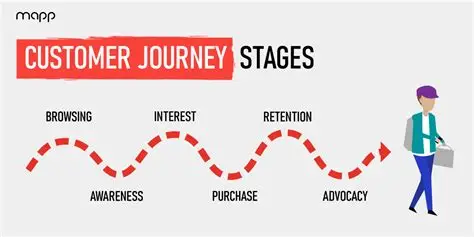 mapp
CUSTOMER JOURNEY STAGES
BROWSING
INTEREST
RETENTION
AWARENESS
PURCHASE
ADVOCACY